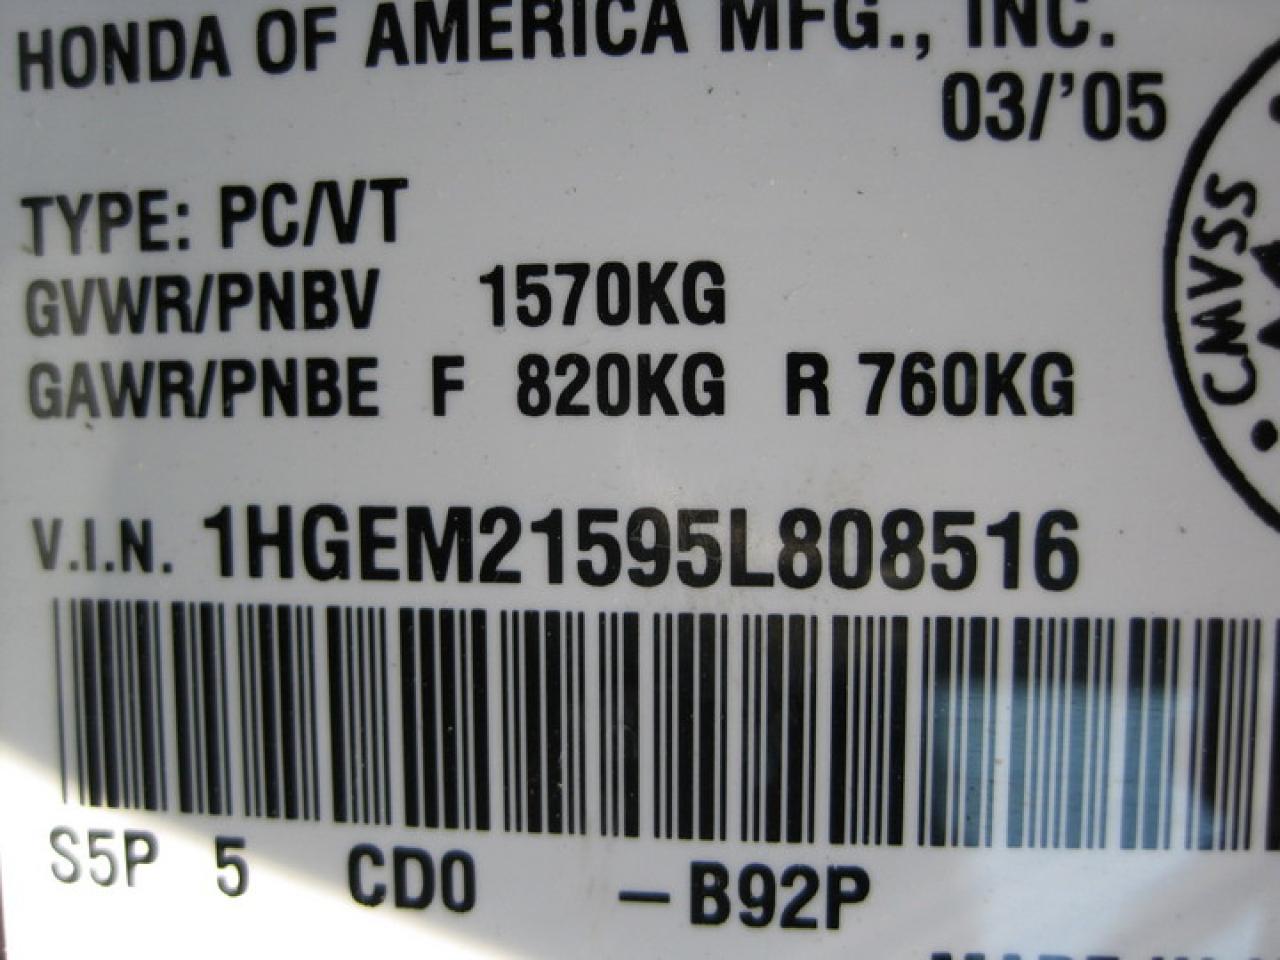 HONDA OF AMERICA MFG., INC.
03/'05
TYPE: PC/VT
GVWR/PNBV 1570KG
GAWR/PNBE F 820KG R 760KG
CMVSS
V.I.N. 1HGEM21595L808516
S5P 5 CD0 -B92P